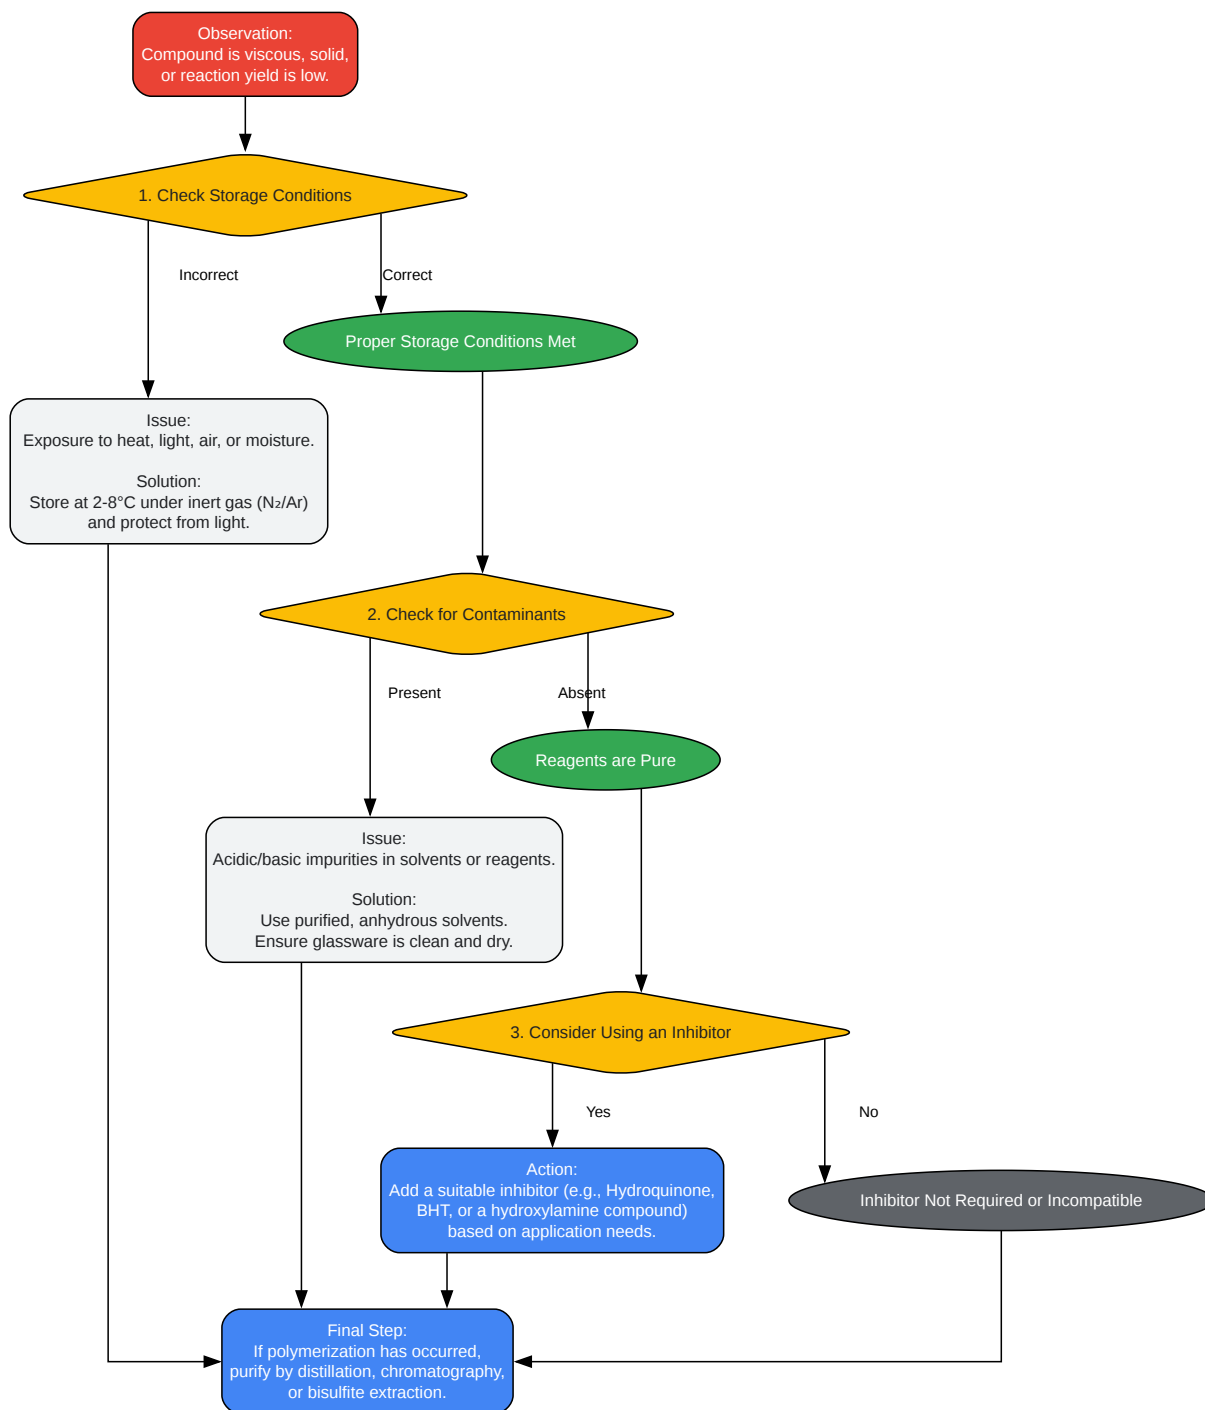 Observation:
Compound is viscous, solid,
or reaction yield is low.
1. Check Storage Conditions
Incorrect
Correct
Proper Storage Conditions Met
Issue:
Exposure to heat, light, air, or moisture.
Solution:
Store at 2-8°C under inert gas (N₂/Ar)
and protect from light.
2. Check for Contaminants
Present
Absent
Reagents are Pure
Issue:
Acidic/basic impurities in solvents or reagents.
Solution:
Use purified, anhydrous solvents.
Ensure glassware is clean and dry.
3. Consider Using an Inhibitor
Yes
No
Action:
Add a suitable inhibitor (e.g., Hydroquinone,
BHT, or a hydroxylamine compound)
based on application needs.
Inhibitor Not Required or Incompatible
Final Step:
If polymerization has occurred,
purify by distillation, chromatography,
or bisulfite extraction.